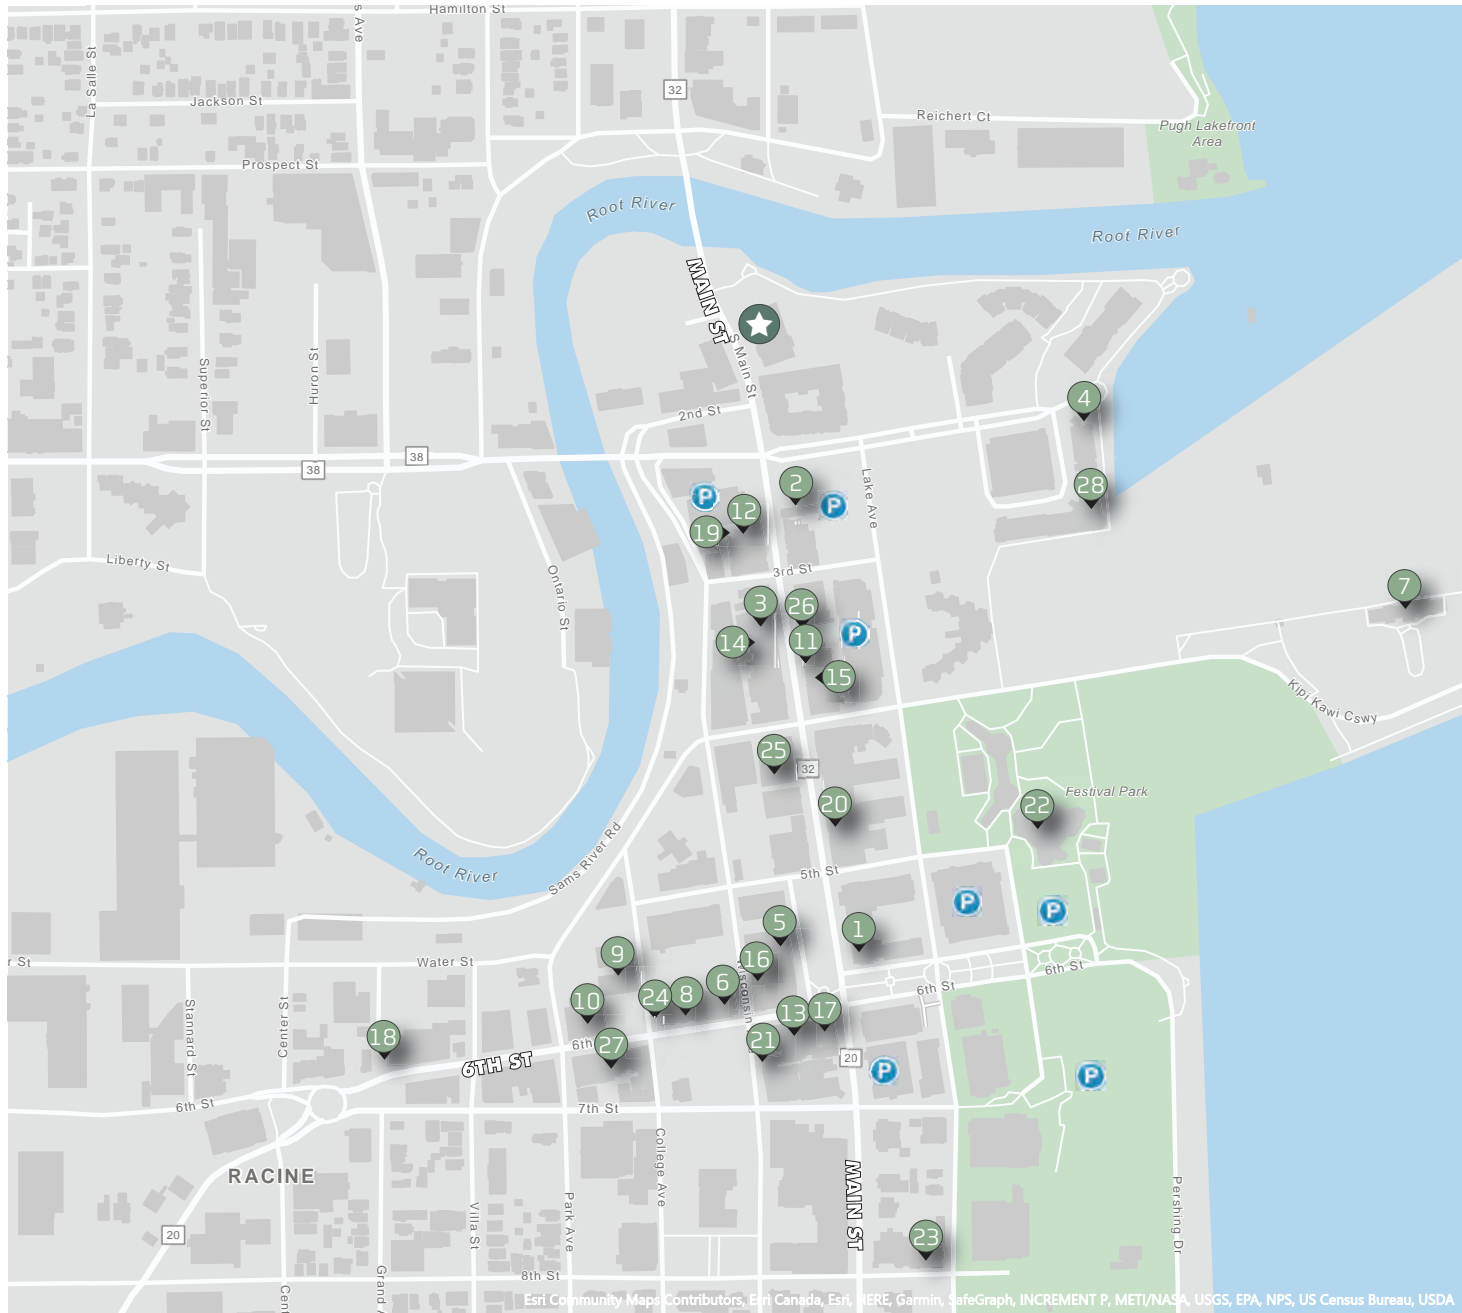 Hamilton St
s Ave
La Salle St
32
Jackson St
Reichert Ct
Pugh Lakefront
Area
Prospect St
Root River
Root River
MAIN ST
S Main St
Superior St
Huron St
2nd St
4
38
38
Lake Ave
P
2
P
28
12
19
Liberty St
Ontario St
3rd St
7
3
26
14
11
P
15
Kipi Kawi Cswy
25
32
20
22
Festival Park
Root River
Sams River Rd
5th St
P
P
5
1
9
16
r St
Water St
6th St
6
Wisconsin
6th St
24
8
10
13
17
Stannard St
Center St
18
27
6th
21
20
6TH ST
P
P
6th St
7th St
College Ave
RACINE
MAIN ST
Villa St
Park Ave
Pershing Dr
20
23
8th St
Grand A
Cent
Esri Community Maps Contributors, Esri Canada, Esri, HERE, Garmin, SafeGraph, INCREMENT P, METI/NASA, USGS, EPA, NPS, US Census Bureau, USDA